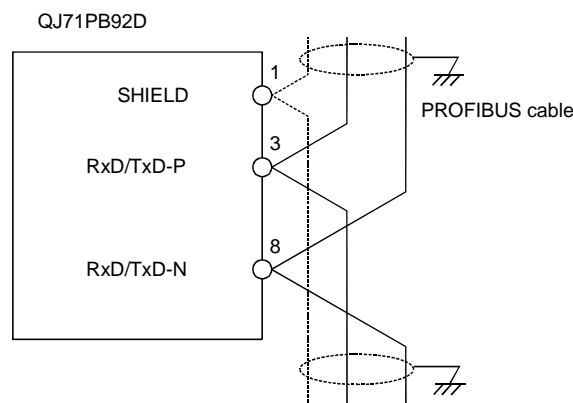 QJ71PB92D
1
SHIELD
PROFIBUS cable
3
RxD/TxD-P
8
RxD/TxD-N